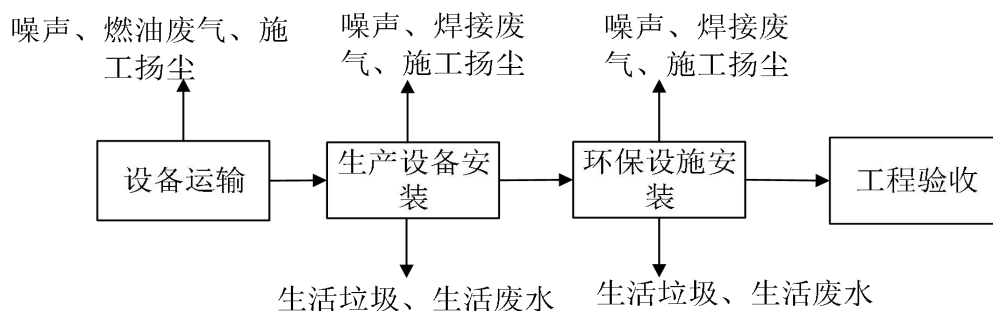 噪声、燃油废气、施
工扬尘
噪声、焊接废
气、施工扬尘
噪声、焊接废
气、施工扬尘
设备运输
生产设备安
装
环保设施安
装
工程验收
生活垃圾、生活废水
生活垃圾、生活废水